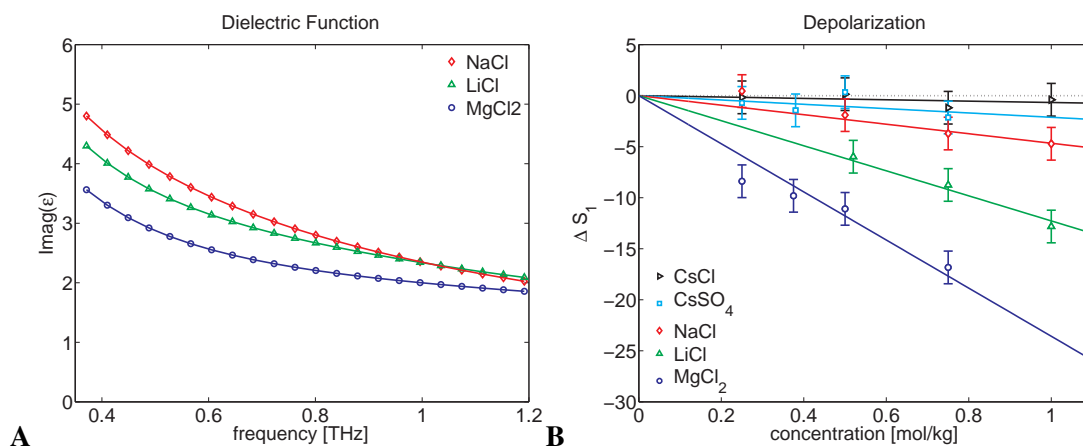 Dielectric Function
6
5
4
3
2
1
0
Imag(ε)
NaCl
LiCl
MgCl2
0.4 0.6 0.8 1 1.2
frequency [THz]
A
Depolarization
5
0
−5
−10
−15
−20
−25
−30
Δ S1
CsCl
CsSO4
NaCl
LiCl
MgCl2
0 0.2 0.4 0.6 0.8 1
concentration [mol/kg]
B